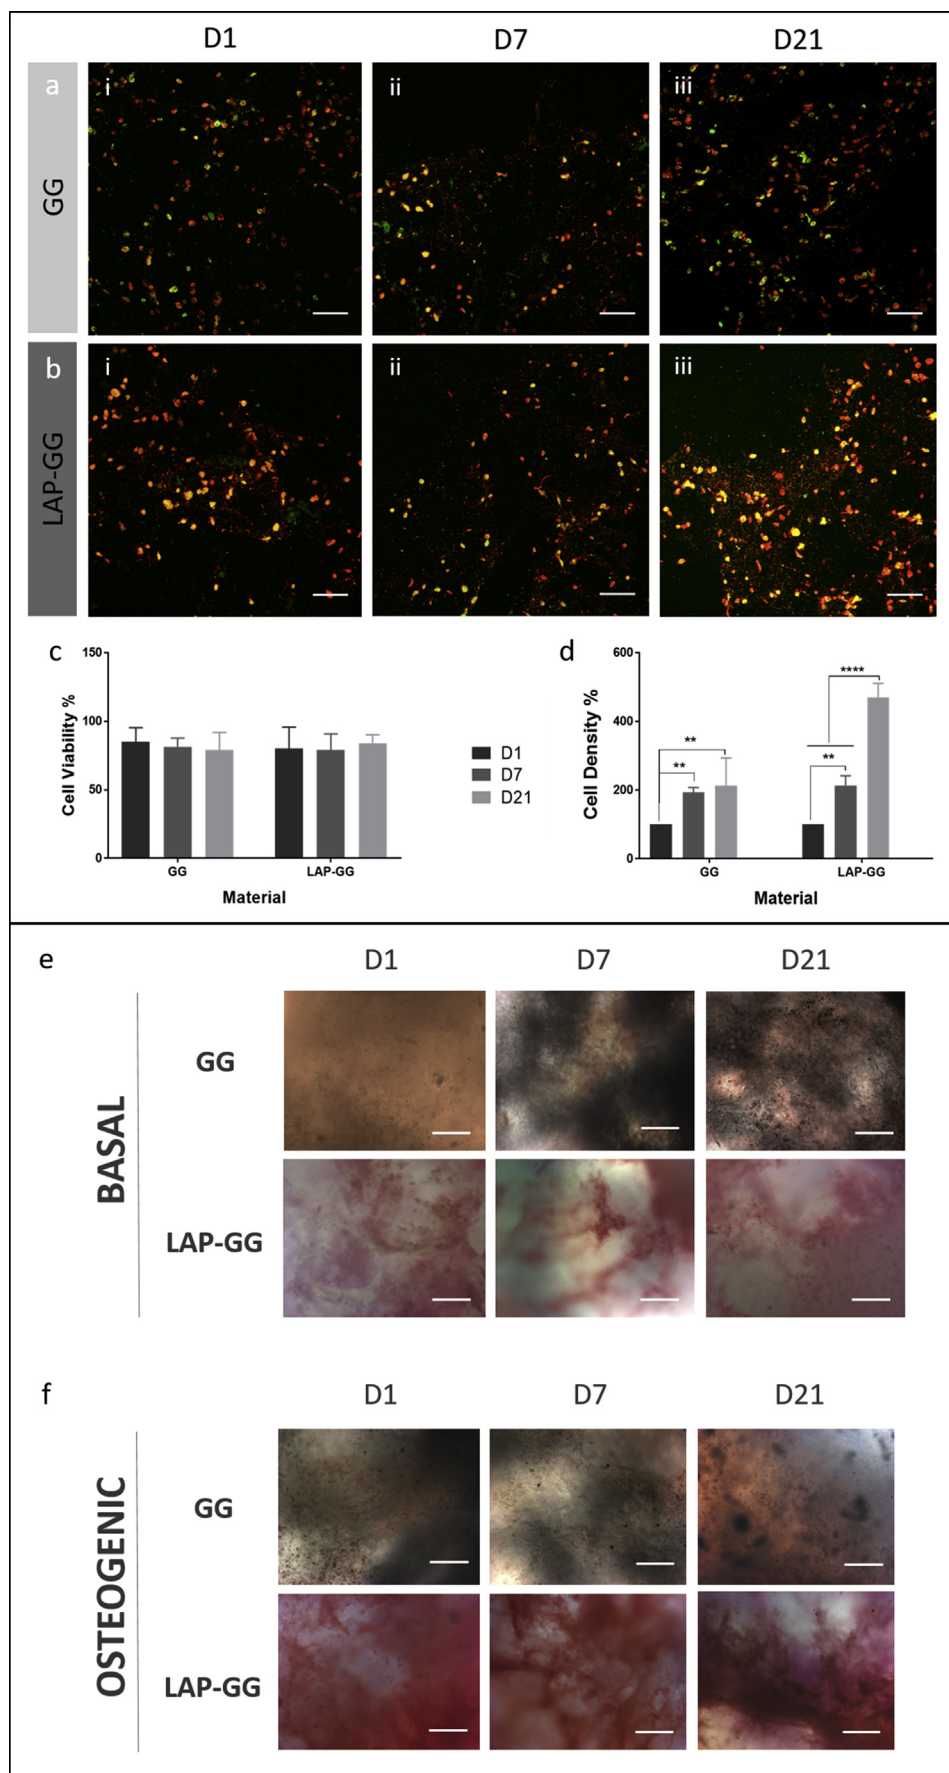 D1 D7 D21
a i ii iii
GG
b i ii iii
LAP-GG
c
150
100
50
0
Cell Viability %
GG LAP-GG
Material
D1
D7
D21
d
600
400
200
0
Cell Density %
** ** ** ****
GG LAP-GG
Material
e
D1 D7 D21
BASAL
GG
LAP-GG
f
D1 D7 D21
OSTEOGENIC
GG
LAP-GG